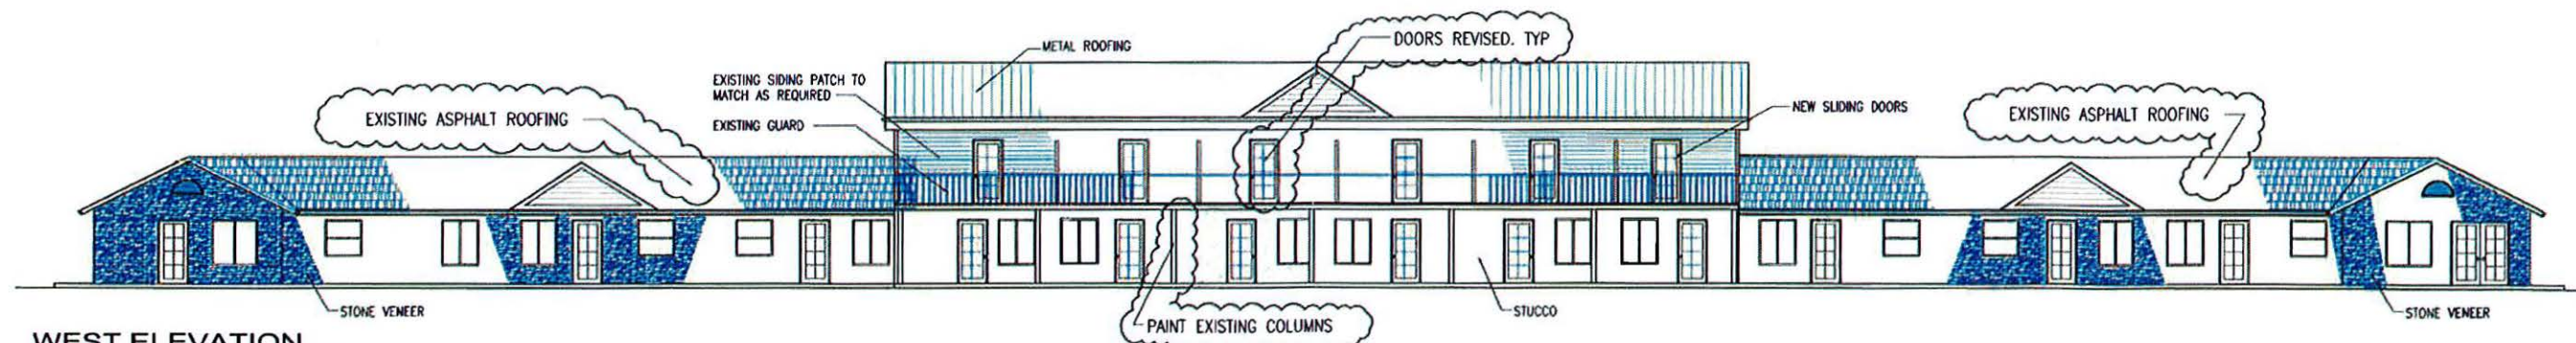 METAL ROOFING
DOORS REVISED. TYP
EXISTING SIDING PATCH TO
MATCH AS REQUIRED
EXISTING GUARD
EXISTING ASPHALT ROOFING
NEW SLIDING DOORS
EXISTING ASPHALT ROOFING
STONE VENEER
PAINT EXISTING COLUMNS
STUCCO
STONE VENEER
WEST ELEVATION